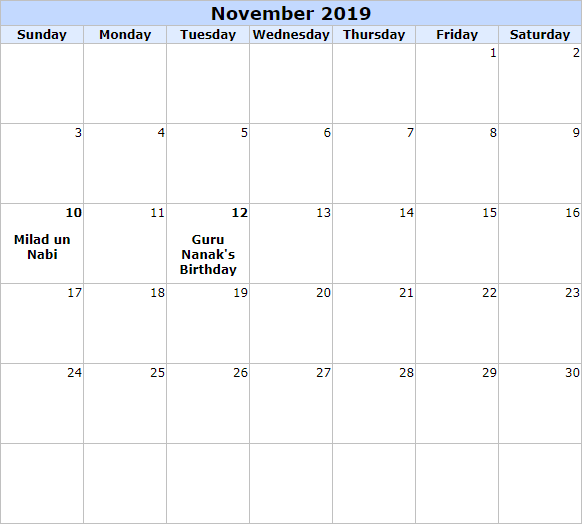 November 2019
Sunday Monday Tuesday Wednesday Thursday Friday Saturday
1 2
3 4 5 6 7 8 9
10 11 12 13 14 15 16
Milad un Guru
Nabi Nanak's
Birthday
17 18 19 20 21 22 23
24 25 26 27 28 29 30